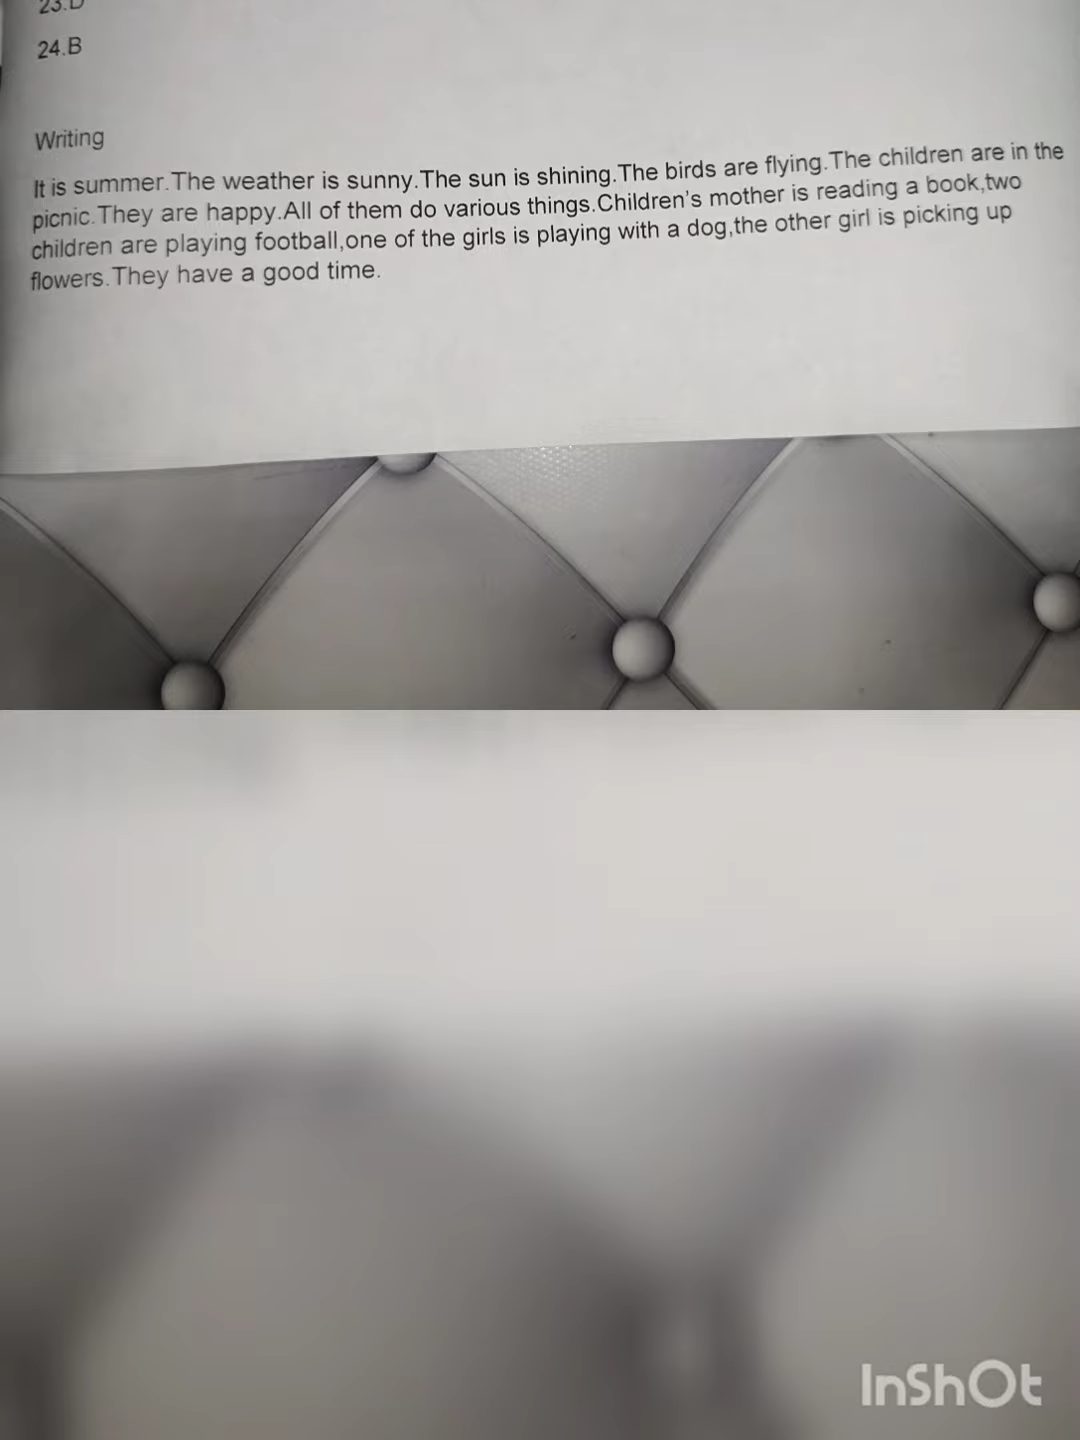 24.B
Writing
It is summer.The weather is sunny.The sun is shining.The birds are flying.The children are in the
picnic.They are happy.All of them do various things.Children's mother is reading a book,two
children are playing football,one of the girls is playing with a dog,the other girl is picking up
flowers.They have a good time.
InShOt